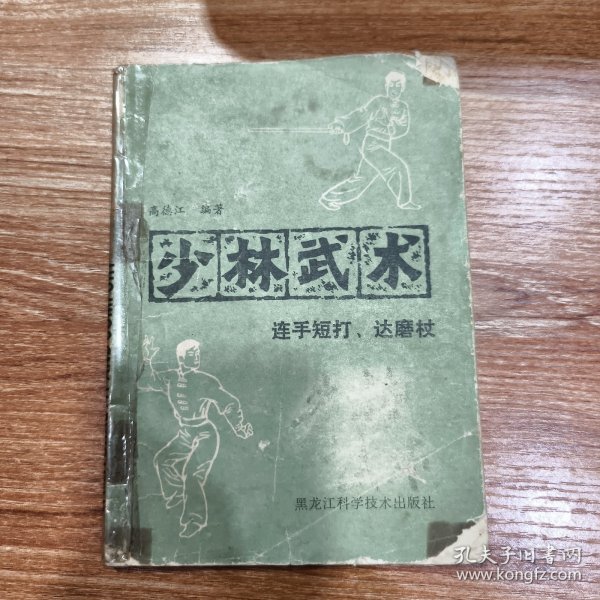 高德江 编著
少林武术
连手短打、达磨杖
黑龙江科学技术出版社
孔夫子旧书网
www.kongfz.com